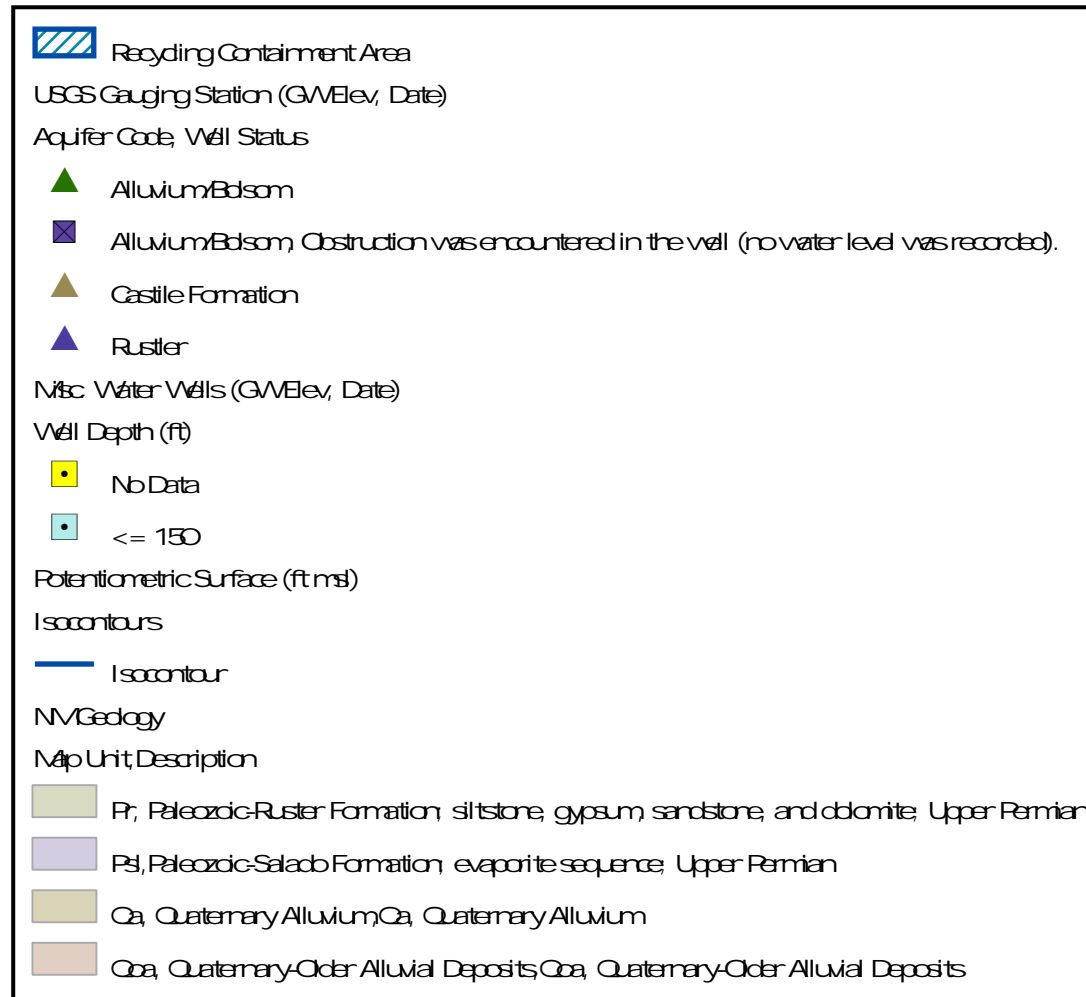 Recycling Containment Area
USGS Gauging Station (GWElev, Date)
Aquifer Code, Well Status
Alluvium/Bolsom
Alluvium/Bolsom, Obstruction was encountered in the well (no water level was recorded).
Castile Formation
Rustler
Misc. Water Wells (GWElev, Date)
Well Depth (ft)
No Data
<= 150
Potentiometric Surface (ft msl)
Isocontours
Isocontour
NM Geology
Map Unit,Description
Pr, Paleozoic-Ruster Formation; siltstone, gypsum, sandstone, and dolomite; Upper Permian
Psl,Paleozoic-Salado Formation; evaporite sequence; Upper Permian
Qa, Quaternary Alluvium,Qa, Quaternary Alluvium
Qoa, Quaternary-Older Alluvial Deposits,Qoa, Quaternary-Older Alluvial Deposits